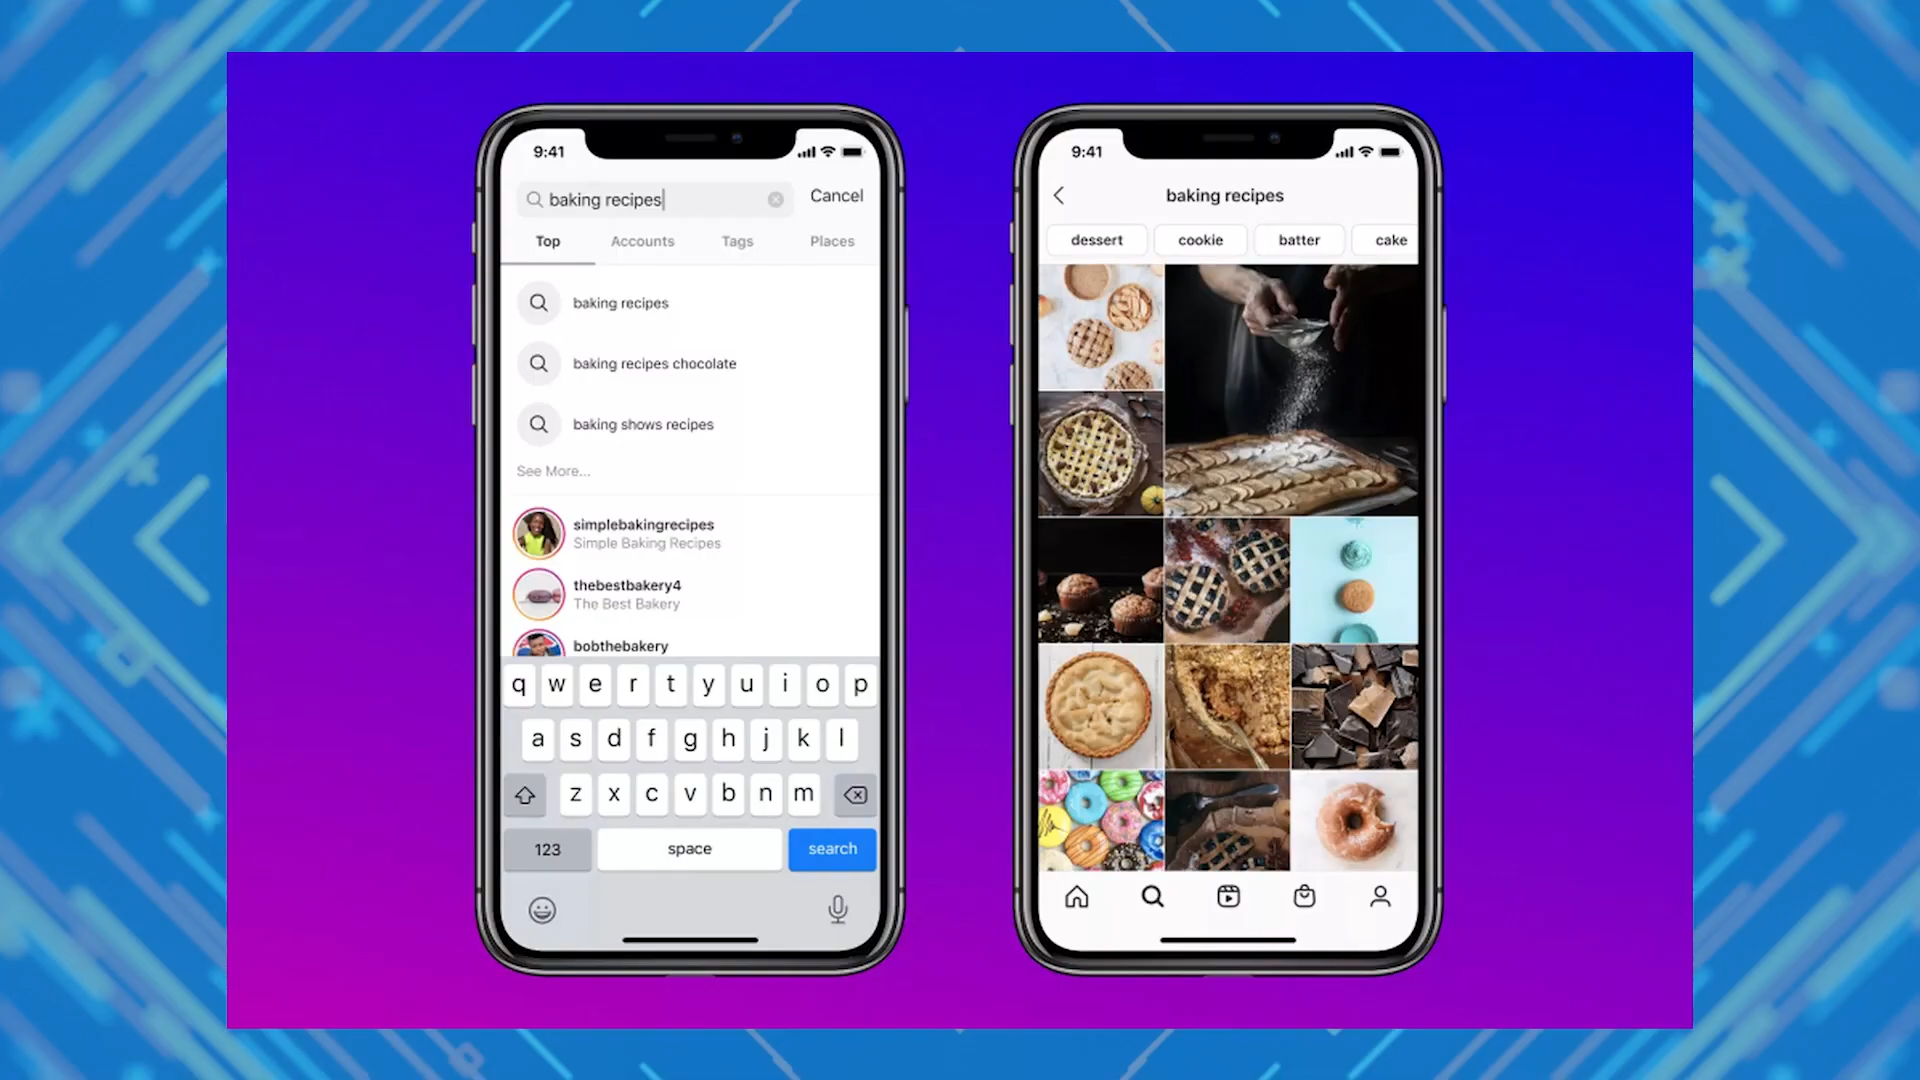 9:41
baking recipes
Cancel
Top Accounts Tags Places
baking recipes
baking recipes chocolate
baking shows recipes
See More...
simplebakingrecipes
Simple Baking Recipes
thebestbakery4
The Best Bakery
bobthebakery
q w e r t y u i o p
a s d f g h j k l
z x c v b n m
123 space search
9:41
baking recipes
dessert cookie batter cake